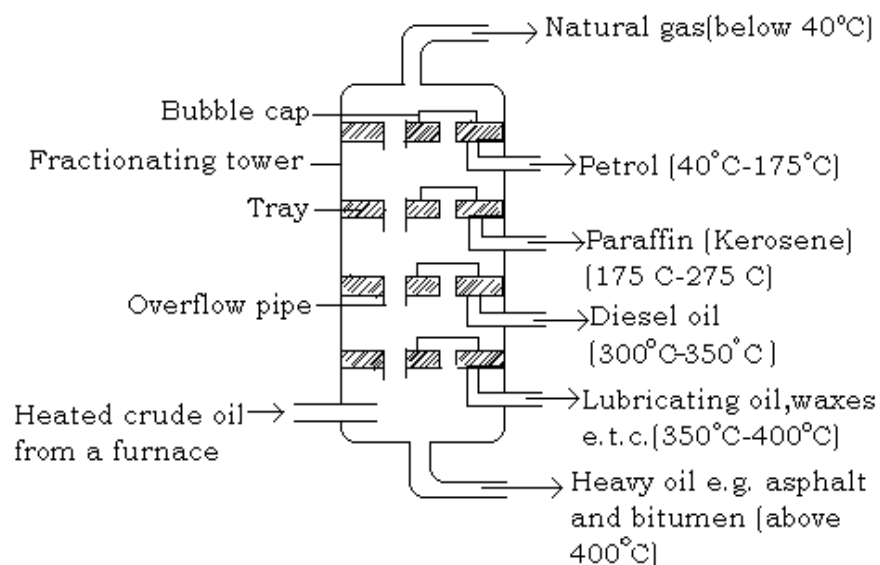 Natural gas(below 40°C)
Bubble cap
Fractionating tower
Petrol (40°C-175°C)
Tray
Paraffin (Kerosene)
(175 C-275 C)
Overflow pipe
Diesel oil
(300°C-350°C)
Heated crude oil
from a furnace
Lubricating oil,waxes
e.t.c.(350°C-400°C)
Heavy oil e.g. asphalt
and bitumen (above
400°C)